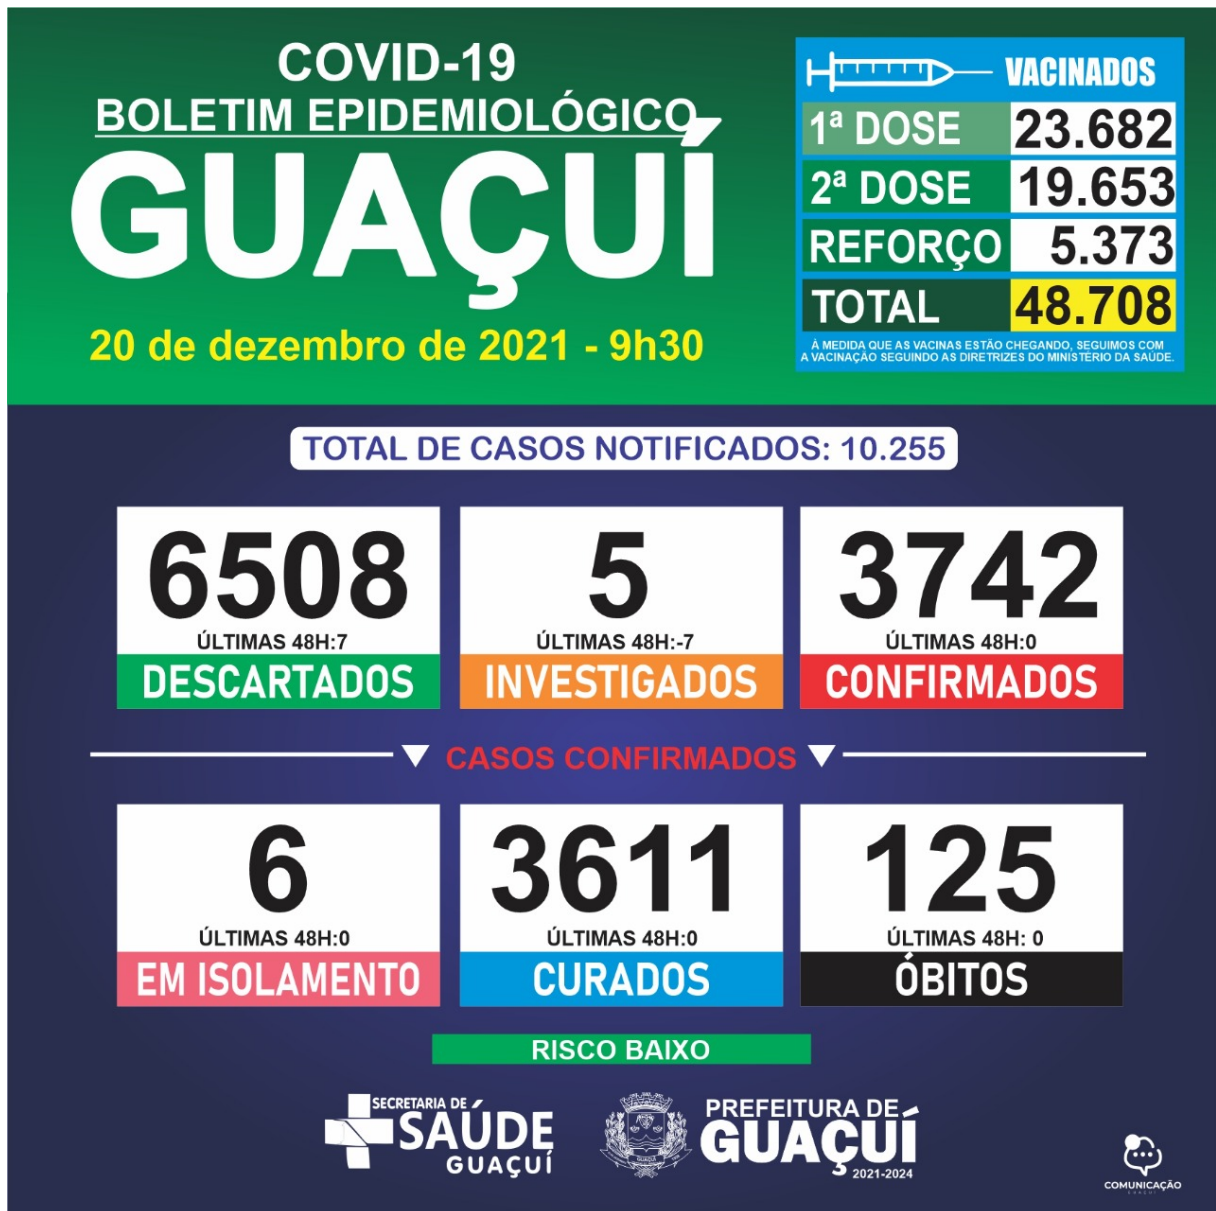 COVID-19
BOLETIM EPIDEMIOLÓGICO
GUAÇUÍ
20 de dezembro de 2021 - 9h30
VACINADOS
1ª DOSE 23.682
2ª DOSE 19.653
REFORÇO 5.373
TOTAL 48.708
À MEDIDA QUE AS VACINAS ESTÃO CHEGANDO, SEGUIMOS COM
A VACINAÇÃO SEGUINDO AS DIRETRIZES DO MINISTÉRIO DA SAÚDE.
TOTAL DE CASOS NOTIFICADOS: 10.255
6508
ÚLTIMAS 48H:7
DESCARTADOS
5
ÚLTIMAS 48H:-7
INVESTIGADOS
3742
ÚLTIMAS 48H:0
CONFIRMADOS
CASOS CONFIRMADOS
6
ÚLTIMAS 48H:0
EM ISOLAMENTO
3611
ÚLTIMAS 48H:0
CURADOS
125
ÚLTIMAS 48H: 0
ÓBITOS
RISCO BAIXO
SECRETARIA DE
SAÚDE
GUAÇUÍ
PREFEITURA DE
GUAÇUÍ
2021-2024
COMUNICAÇÃO
GUAÇUÍ